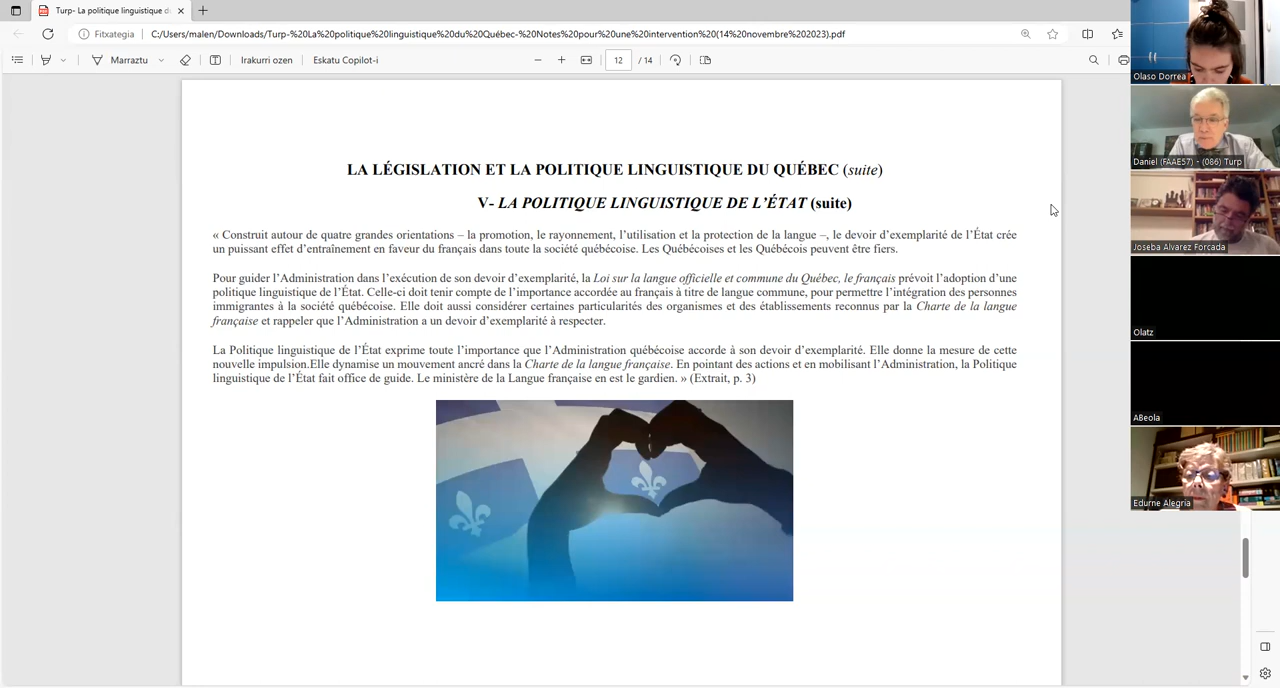 Turp- La politique linguistique d
Fitxategia
C:/Users/malen/Downloads/Turp-%20La%20politique%20linguistique%20du%20Québec-%20Notes%20pour%20une%20intervention%20(14%20novembre%202023).pdf
Marraztu
Irakurri ozen
Eskatu Copilot-i
12 / 14
LA LÉGISLATION ET LA POLITIQUE LINGUISTIQUE DU QUÉBEC (suite)
V- LA POLITIQUE LINGUISTIQUE DE L’ÉTAT (suite)
« Construit autour de quatre grandes orientations – la promotion, le rayonnement, l’utilisation et la protection de la langue –, le devoir d’exemplarité de l’État crée
un puissant effet d’entraînement en faveur du français dans toute la société québécoise. Les Québécoises et les Québécois peuvent être fiers.
Pour guider l’Administration dans l’exécution de son devoir d’exemplarité, la Loi sur la langue officielle et commune du Québec, le français prévoit l’adoption d’une
politique linguistique de l’État. Celle-ci doit tenir compte de l’importance accordée au français à titre de langue commune, pour permettre l’intégration des personnes
immigrantes à la société québécoise. Elle doit aussi considérer certaines particularités des organismes et des établissements reconnus par la Charte de la langue
française et rappeler que l’Administration a un devoir d’exemplarité à respecter.
La Politique linguistique de l’État exprime toute l’importance que l’Administration québécoise accorde à son devoir d’exemplarité. Elle donne la mesure de cette
nouvelle impulsion.Elle dynamise un mouvement ancré dans la Charte de la langue française. En pointant des actions et en mobilisant l’Administration, la Politique
linguistique de l’État fait office de guide. Le ministère de la Langue française en est le gardien. » (Extrait, p. 3)
Olaso Dorrea
Daniel (FAAE57) - (086) Turp
Joseba Alvarez Forcada
Olatz
ABeola
Edurne Alegria